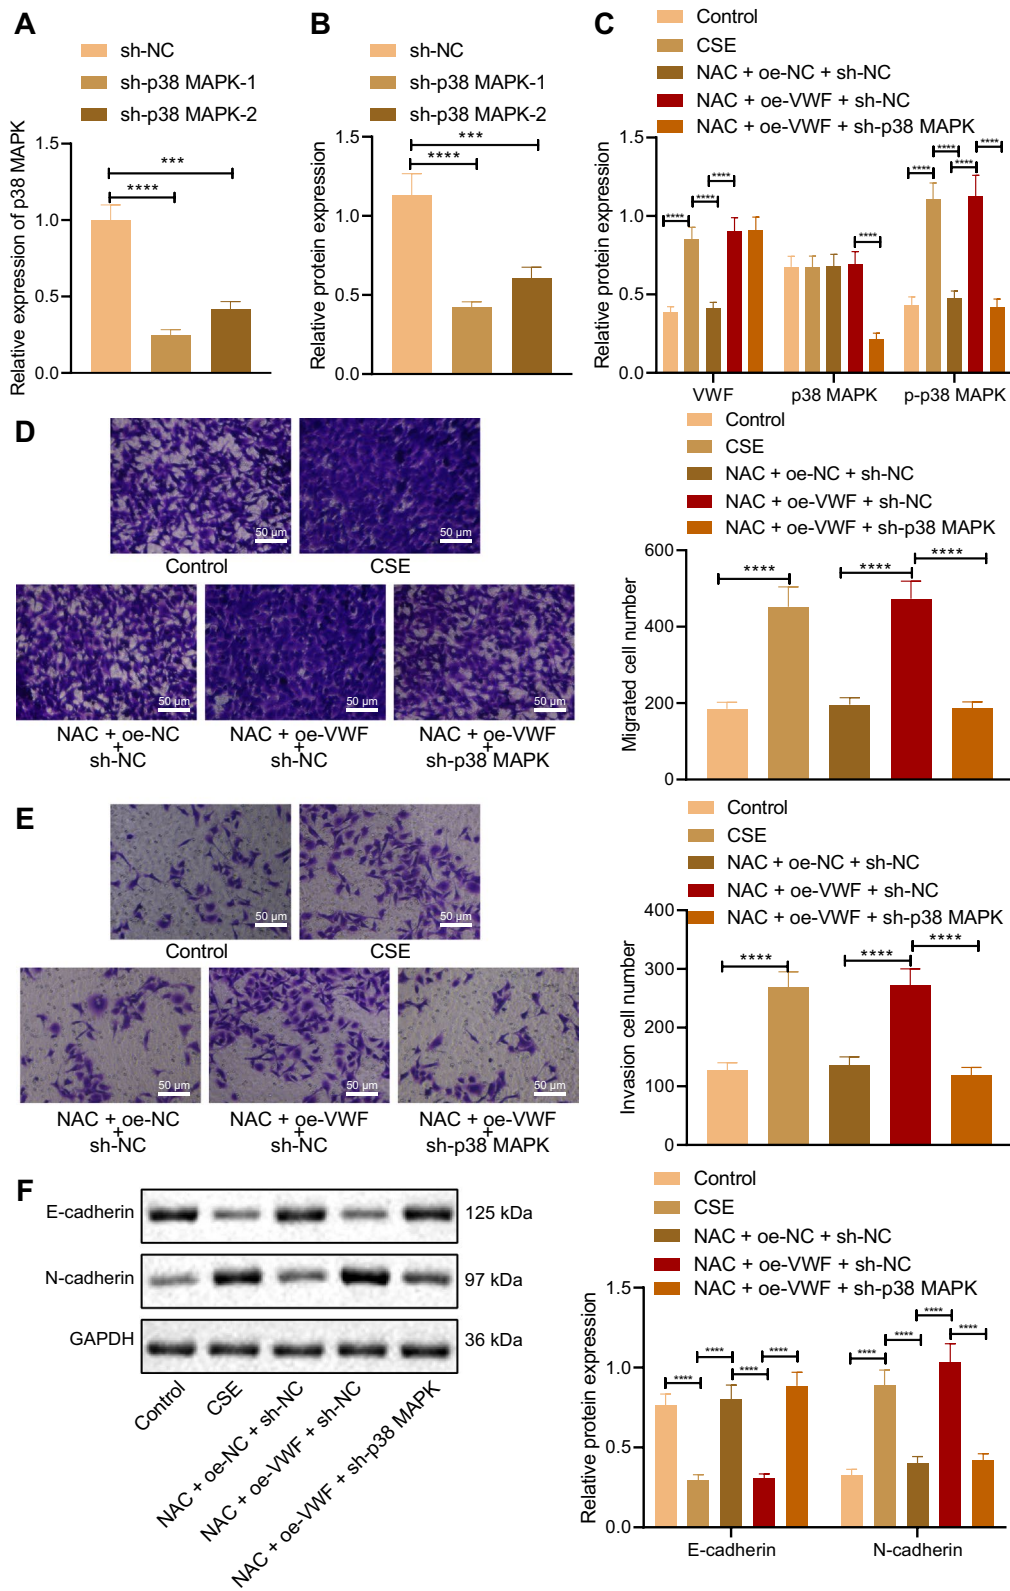 A
sh-NC
sh-p38 MAPK-1
sh-p38 MAPK-2
Relative expression of p38 MAPK
1.5
1.0
0.5
0.0
***
****
B
sh-NC
sh-p38 MAPK-1
sh-p38 MAPK-2
Relative protein expression
1.5
1.0
0.5
0.0
***
****
C
Control
CSE
NAC + oe-NC + sh-NC
NAC + oe-VWF + sh-NC
NAC + oe-VWF + sh-p38 MAPK
Relative protein expression
1.5
1.0
0.5
0.0
****
****
****
****
****
****
****
****
VWF
p38 MAPK
p-p38 MAPK
D
50 µm
50 µm
Control
CSE
50 µm
50 µm
50 µm
NAC + oe-NC
+
sh-NC
NAC + oe-VWF
+
sh-NC
NAC + oe-VWF
+
sh-p38 MAPK
Control
CSE
NAC + oe-NC + sh-NC
NAC + oe-VWF + sh-NC
NAC + oe-VWF + sh-p38 MAPK
Migrated cell number
600
400
200
0
****
****
****
E
50 µm
50 µm
Control
CSE
50 µm
50 µm
50 µm
NAC + oe-NC
+
sh-NC
NAC + oe-VWF
+
sh-NC
NAC + oe-VWF
+
sh-p38 MAPK
Control
CSE
NAC + oe-NC + sh-NC
NAC + oe-VWF + sh-NC
NAC + oe-VWF + sh-p38 MAPK
Invasion cell number
400
300
200
100
0
****
****
****
F
E-cadherin
125 kDa
N-cadherin
97 kDa
GAPDH
36 kDa
Control
CSE
NAC + oe-NC + sh-NC
NAC + oe-VWF + sh-NC
NAC + oe-VWF + sh-p38 MAPK
Control
CSE
NAC + oe-NC + sh-NC
NAC + oe-VWF + sh-NC
NAC + oe-VWF + sh-p38 MAPK
Relative protein expression
1.5
1.0
0.5
0.0
****
****
****
****
****
****
****
****
E-cadherin
N-cadherin